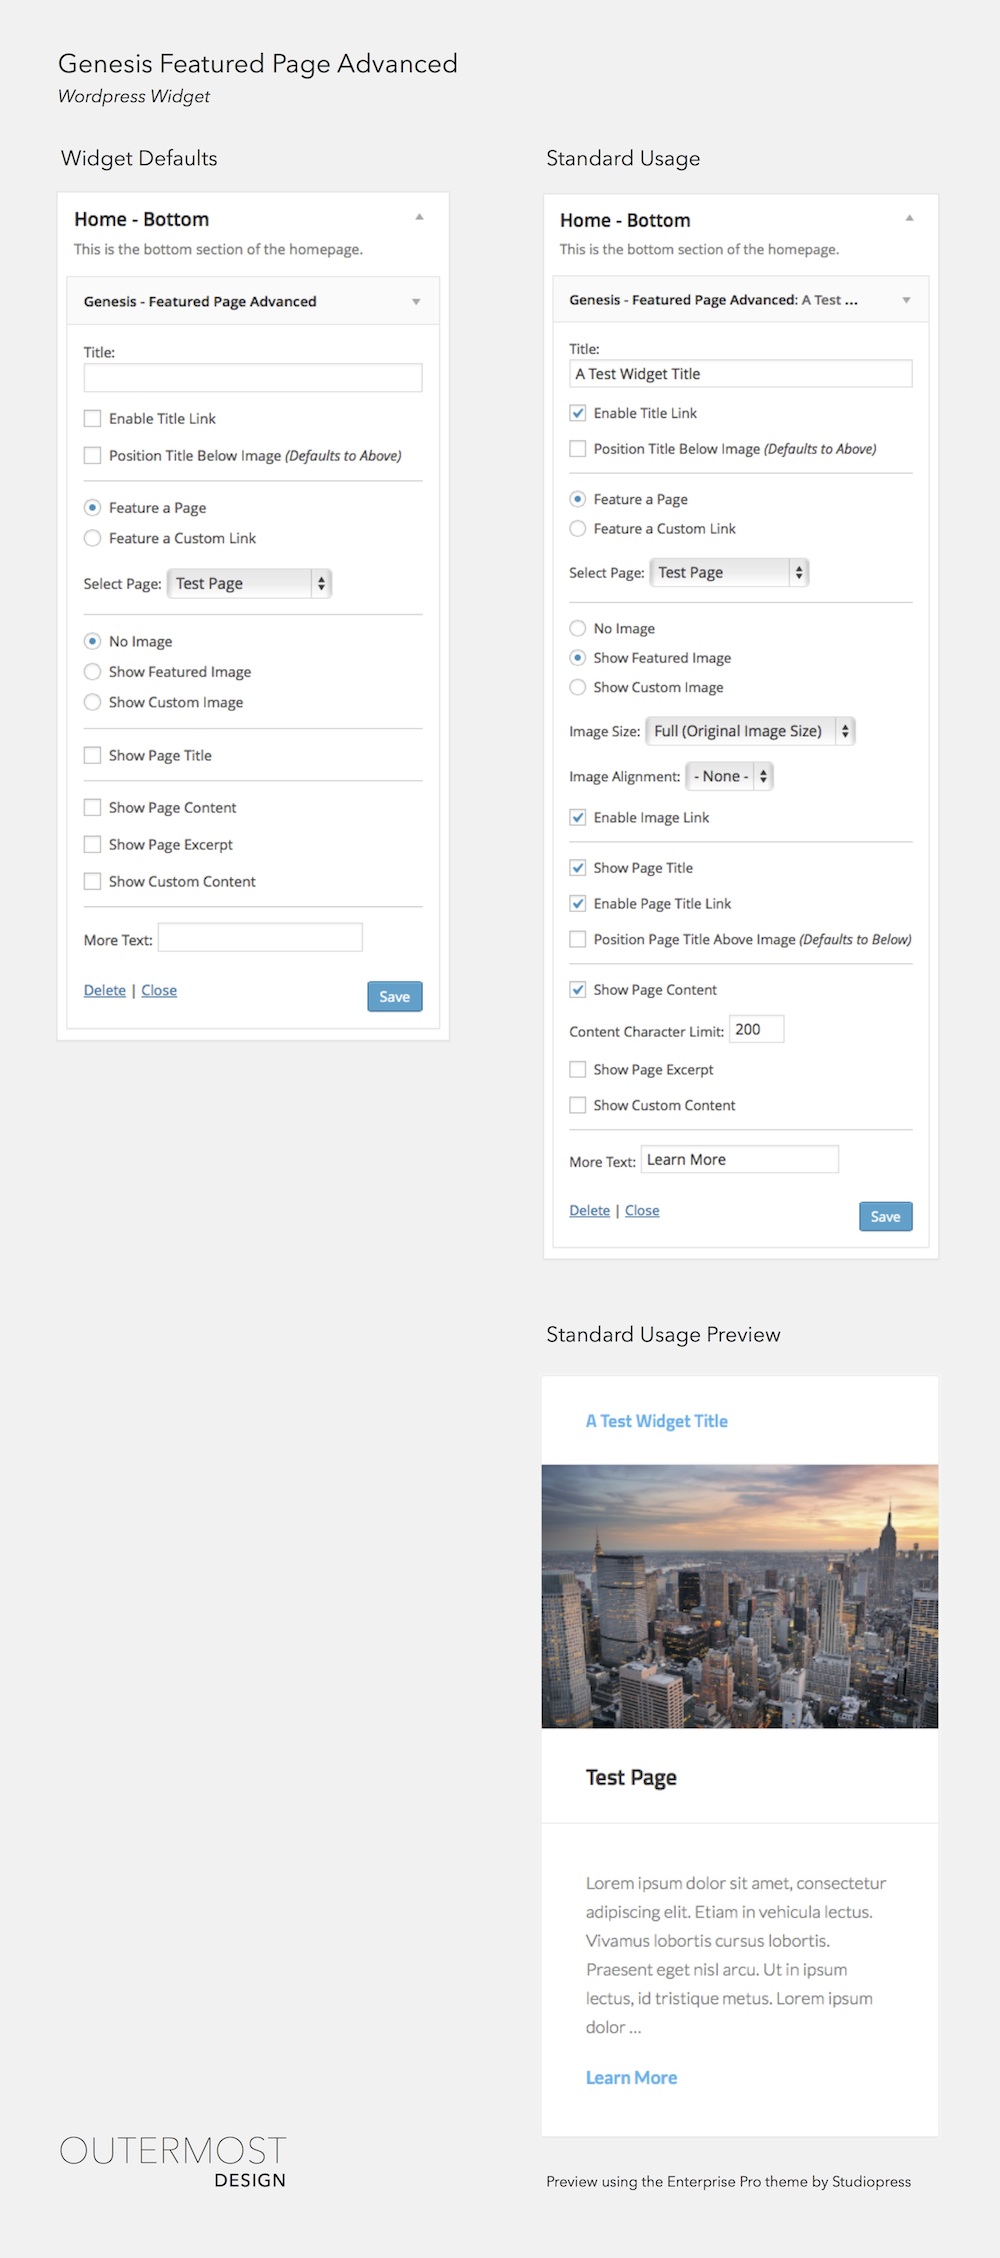 Genesis Featured Page Advanced
Wordpress Widget
Widget Defaults
Home - Bottom
This is the bottom section of the homepage.
Genesis - Featured Page Advanced
Title:
Enable Title Link
Position Title Below Image (Defaults to Above)
Feature a Page
Feature a Custom Link
Select Page: Test Page
No Image
Show Featured Image
Show Custom Image
Show Page Title
Show Page Content
Show Page Excerpt
Show Custom Content
More Text:
Delete | Close
Save
Standard Usage
Home - Bottom
This is the bottom section of the homepage.
Genesis - Featured Page Advanced: A Test ...
Title:
A Test Widget Title
Enable Title Link
Position Title Below Image (Defaults to Above)
Feature a Page
Feature a Custom Link
Select Page: Test Page
No Image
Show Featured Image
Show Custom Image
Image Size: Full (Original Image Size)
Image Alignment: - None -
Enable Image Link
Show Page Title
Enable Page Title Link
Position Page Title Above Image (Defaults to Below)
Show Page Content
Content Character Limit: 200
Show Page Excerpt
Show Custom Content
More Text: Learn More
Delete | Close
Save
Standard Usage Preview
A Test Widget Title
Test Page
Lorem ipsum dolor sit amet, consectetur
adipiscing elit. Etiam in vehicula lectus.
Vivamus lobortis cursus lobortis.
Praesent eget nisl arcu. Ut in ipsum
lectus, id tristique metus. Lorem ipsum
dolor ...
Learn More
OUTERMOST
DESIGN
Preview using the Enterprise Pro theme by Studiopress